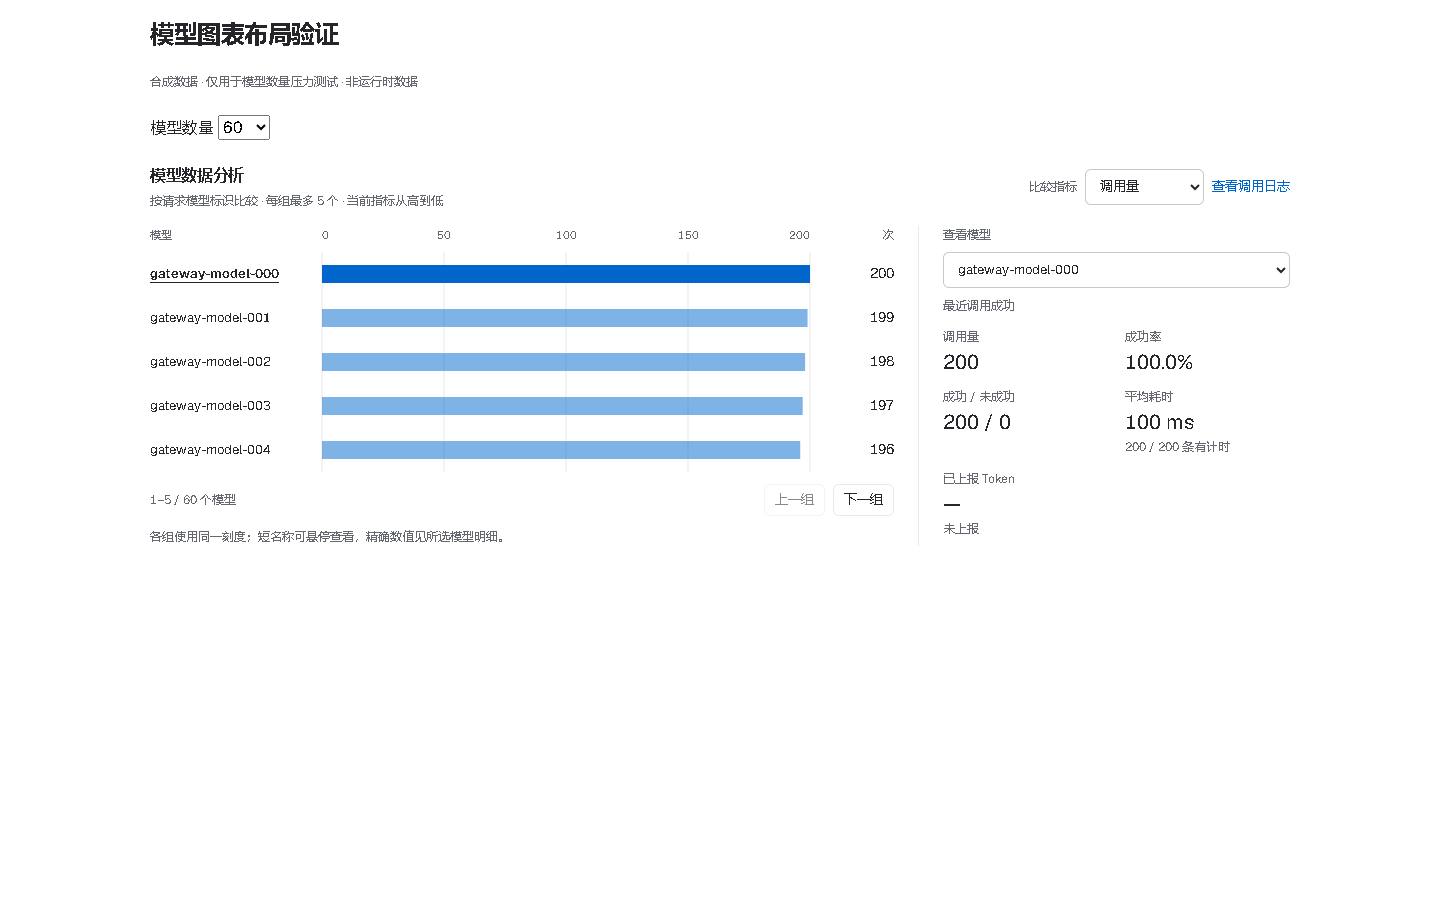 模型图表布局验证
合成数据 · 仅用于模型数量压力测试 · 非运行时数据
模型数量 60
模型数据分析
按请求模型标识比较 · 每组最多 5 个 · 当前指标从高到低
比较指标 调用量 查看调用日志
模型 0 50 100 150 200 次
gateway-model-000 200
gateway-model-001 199
gateway-model-002 198
gateway-model-003 197
gateway-model-004 196
1–5 / 60 个模型 上一组 下一组
各组使用同一刻度；短名称可悬停查看，精确数值见所选模型明细。
查看模型
gateway-model-000
最近调用成功
调用量 成功率
200 100.0%
成功 / 未成功 平均耗时
200 / 0 100 ms
200 / 200 条有计时
已上报 Token
—
未上报